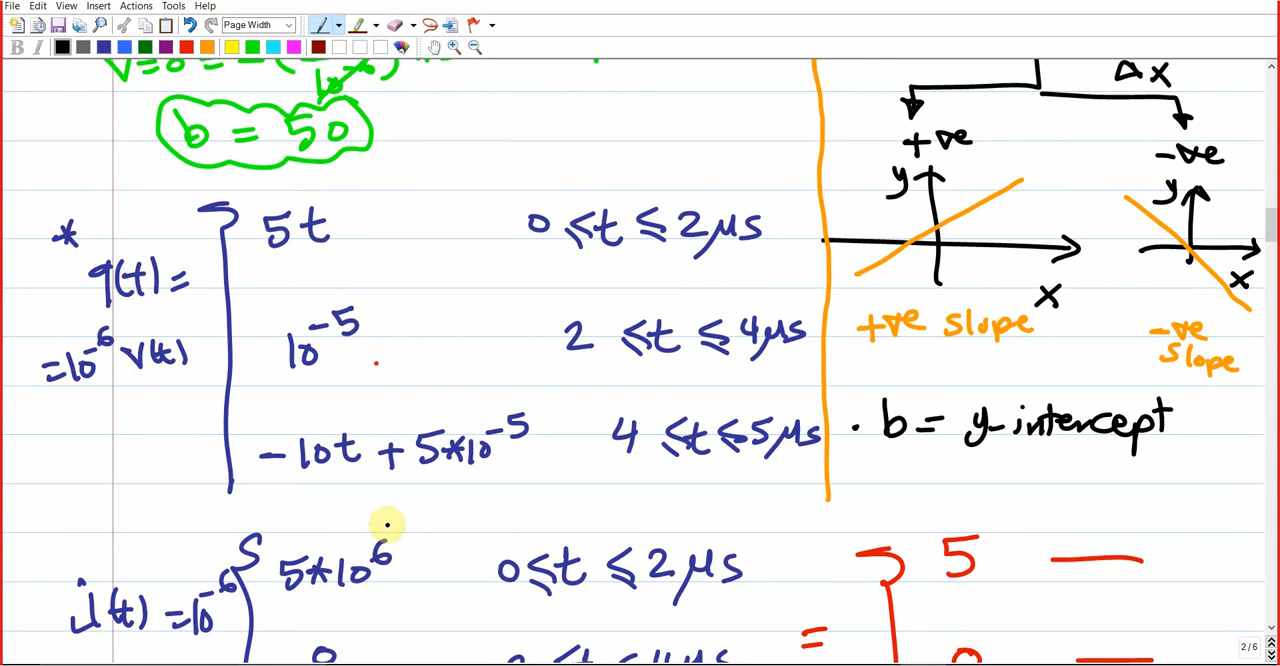 File Edit View Insert Actions Tools Help
Page Width
B I
b = 50
Δx
+ve
-ve
y
y
x
x
+ve slope
-ve
slope
* q(t) =
= 10^-6 v(t)
5t 0 ≤ t ≤ 2μs
10^-5 2 ≤ t ≤ 4μs
-10t + 5*10^-5 4 ≤ t ≤ 5μs
. b = y-intercept
i(t) = 10^-6
5*10^6 0 ≤ t ≤ 2μs
= 5
2/6